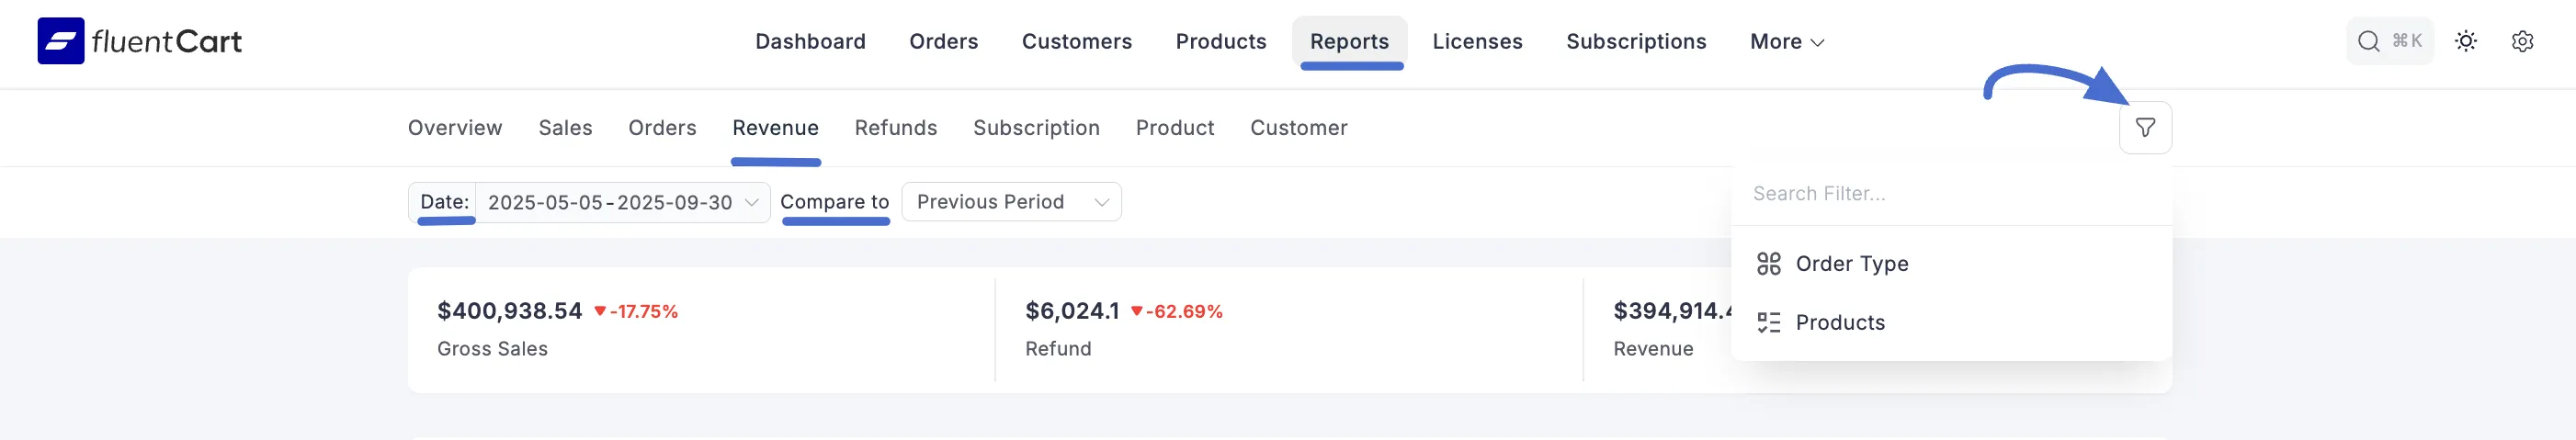 fluentCart Dashboard Orders Customers Products Reports Licenses Subscriptions More ⌘K
Overview Sales Orders Revenue Refunds Subscription Product Customer
Date: 2025-05-05 - 2025-09-30 Compare to Previous Period
Search Filter...
Order Type
Products
$400,938.54 -17.75%
Gross Sales
$6,024.1 -62.69%
Refund
$394,914.4
Revenue